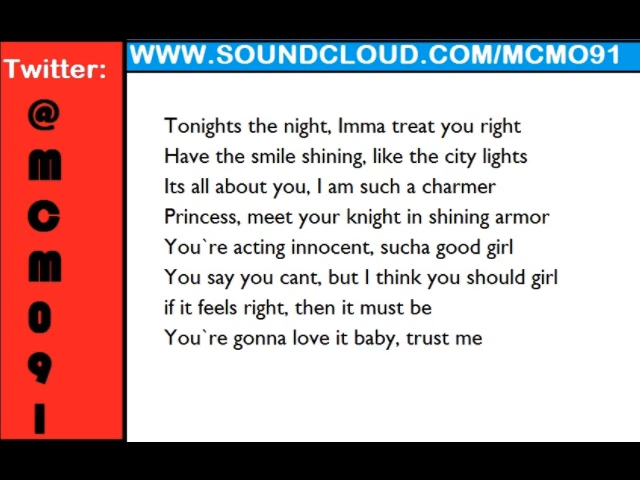 WWW.SOUNDCLOUD.COM/MCMO91
Twitter:
@
M
C
M
O
9
1
Tonights the night, Imma treat you right
Have the smile shining, like the city lights
Its all about you, I am such a charmer
Princess, meet your knight in shining armor
You`re acting innocent, sucha good girl
You say you cant, but I think you should girl
if it feels right, then it must be
You`re gonna love it baby, trust me